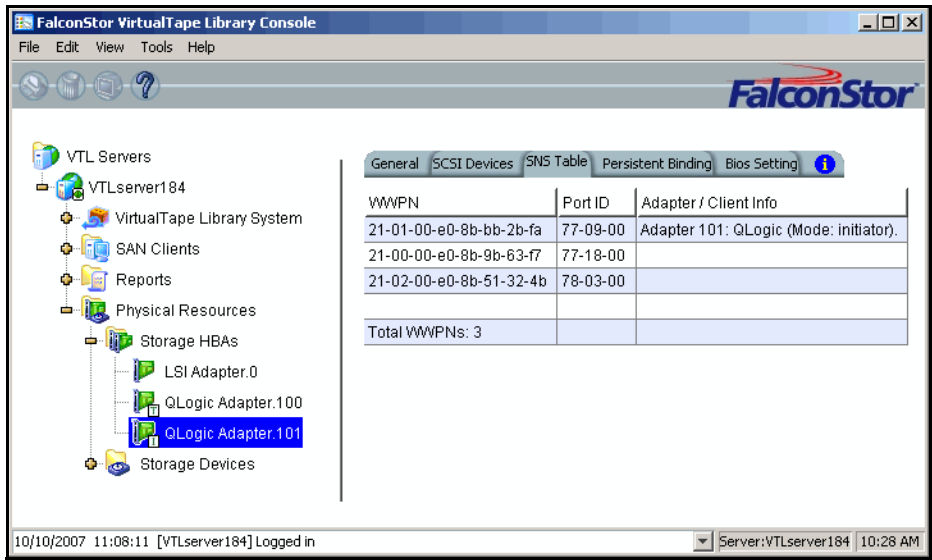 FalconStor VirtualTape Library Console
File Edit View Tools Help
FalconStor
VTL Servers
VTLserver184
VirtualTape Library System
SAN Clients
Reports
Physical Resources
Storage HBAs
LSI Adapter.0
QLogic Adapter.100
QLogic Adapter.101
Storage Devices
General SCSI Devices SNS Table Persistent Binding Bios Setting
WWPN Port ID Adapter / Client Info
21-01-00-e0-8b-bb-2b-fa 77-09-00 Adapter 101: QLogic (Mode: initiator).
21-00-00-e0-8b-9b-63-f7 77-18-00
21-02-00-e0-8b-51-32-4b 78-03-00
Total WWPNs: 3
10/10/2007 11:08:11 [VTLserver184] Logged in
Server:VTLserver184 10:28 AM